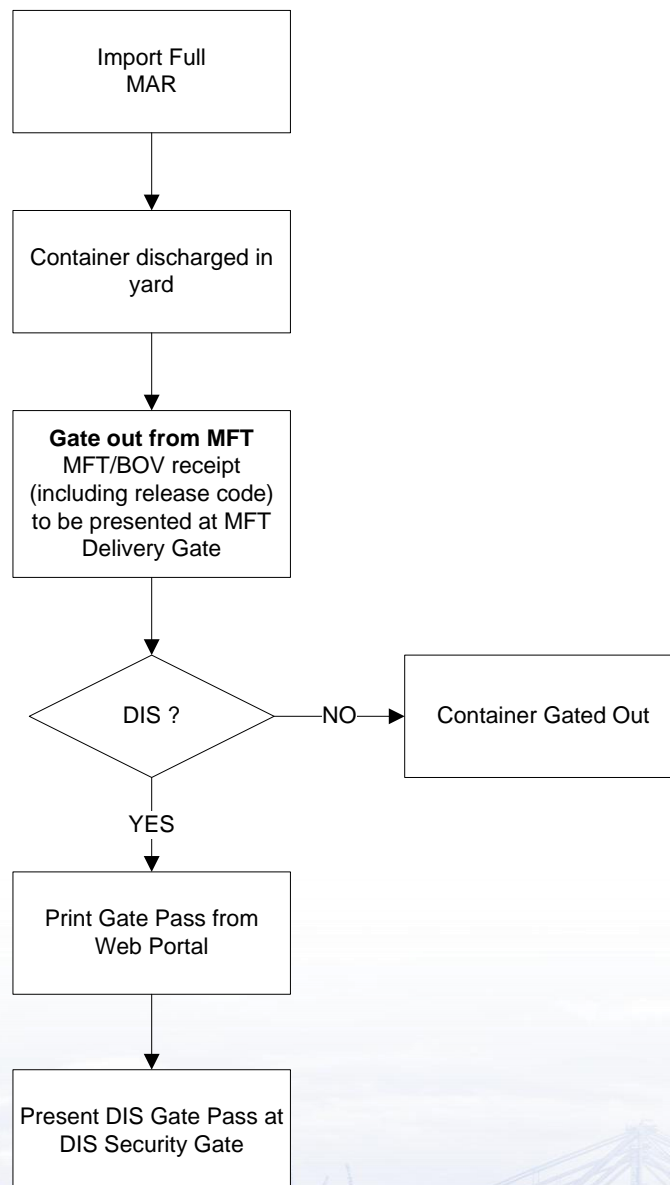 Import Full
MAR
Container discharged in
yard
Gate out from MFT
MFT/BOV receipt
(including release code)
to be presented at MFT
Delivery Gate
DIS ?
NO
Container Gated Out
YES
Print Gate Pass from
Web Portal
Present DIS Gate Pass at
DIS Security Gate